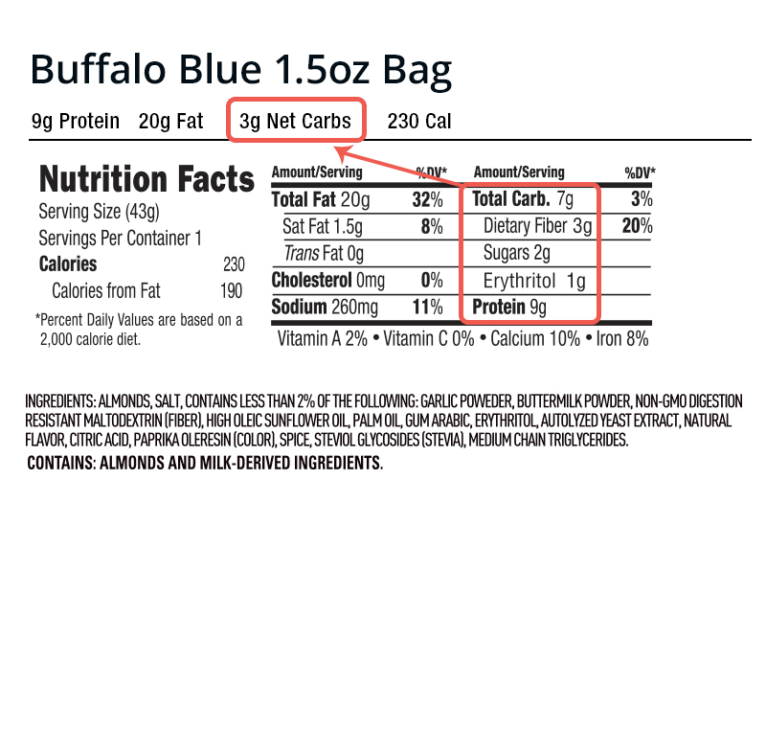 Buffalo Blue 1.5oz Bag
9g Protein 20g Fat 3g Net Carbs 230 Cal
Nutrition Facts
Serving Size (43g)
Servings Per Container 1
Calories 230
Calories from Fat 190
*Percent Daily Values are based on a
2,000 calorie diet.
Amount/Serving %DV*
Total Fat 20g 32%
Sat Fat 1.5g 8%
Trans Fat 0g
Cholesterol 0mg 0%
Sodium 260mg 11%
Amount/Serving %DV*
Total Carb. 7g 3%
Dietary Fiber 3g 20%
Sugars 2g
Erythritol 1g
Protein 9g
Vitamin A 2% • Vitamin C 0% • Calcium 10% • Iron 8%
INGREDIENTS: ALMONDS, SALT, CONTAINS LESS THAN 2% OF THE FOLLOWING: GARLIC POWEDER, BUTTERMILK POWDER, NON-GMO DIGESTION
RESISTANT MALTODEXTRIN (FIBER), HIGH OLEIC SUNFLOWER OIL, PALM OIL, GUM ARABIC, ERYTHRITOL, AUTOLYZED YEAST EXTRACT, NATURAL
FLAVOR, CITRIC ACID, PAPRIKA OLERESIN (COLOR), SPICE, STEVIOL GLYCOSIDES (STEVIA), MEDIUM CHAIN TRIGLYCERIDES.
CONTAINS: ALMONDS AND MILK-DERIVED INGREDIENTS.